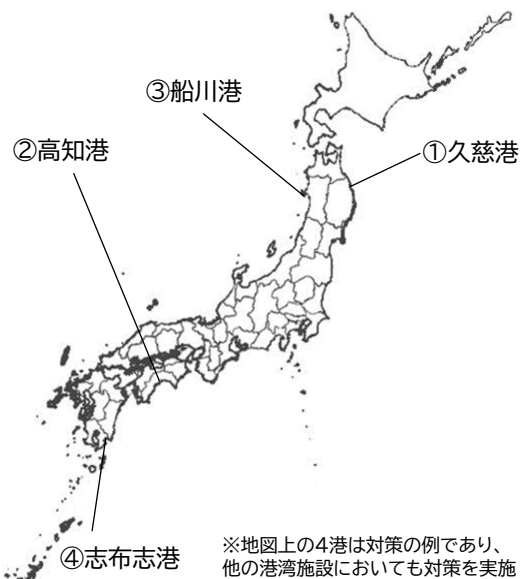 ③船川港
②高知港
①久慈港
④志布志港
※地図上の4港は対策の例であり、
他の港湾施設においても対策を実施